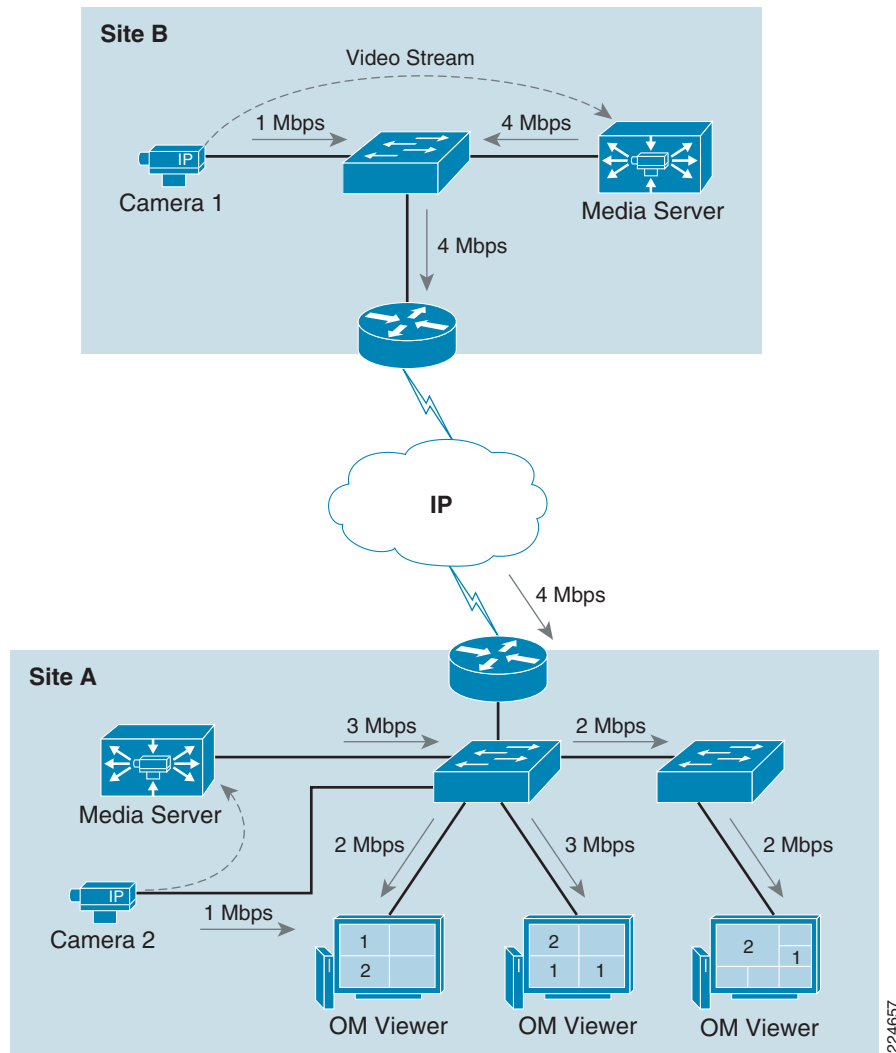 Site B
Video Stream
1 Mbps
4 Mbps
IP
Camera 1
Media Server
4 Mbps
IP
4 Mbps
Site A
3 Mbps
2 Mbps
Media Server
2 Mbps
3 Mbps
2 Mbps
IP
1 Mbps
Camera 2
1
2
2
1
1
2
1
OM Viewer
OM Viewer
OM Viewer
224657